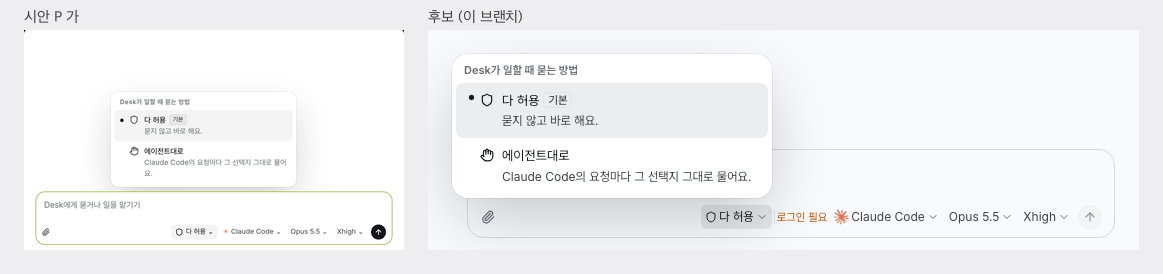 시안 P 가
Desk가 일할 때 묻는 방법
다 허용 기본
묻지 않고 바로 해요.
에이전트대로
Claude Code의 요청마다 그 선택지 그대로 물어
요.
Desk에게 묻거나 일을 맡기기
다 허용 Claude Code Opus 5.5 Xhigh
후보 (이 브랜치)
Desk가 일할 때 묻는 방법
다 허용 기본
묻지 않고 바로 해요.
에이전트대로
Claude Code의 요청마다 그 선택지 그대로 물어요.
다 허용 로그인 필요 Claude Code Opus 5.5 Xhigh